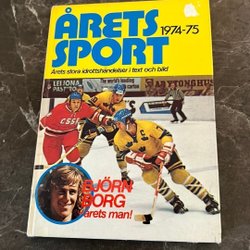 ÅRETS
1974-75
SPORT
Årets stora idrottshändelser i text och bild
CCCP
BJÖRN
BORG
årets man!